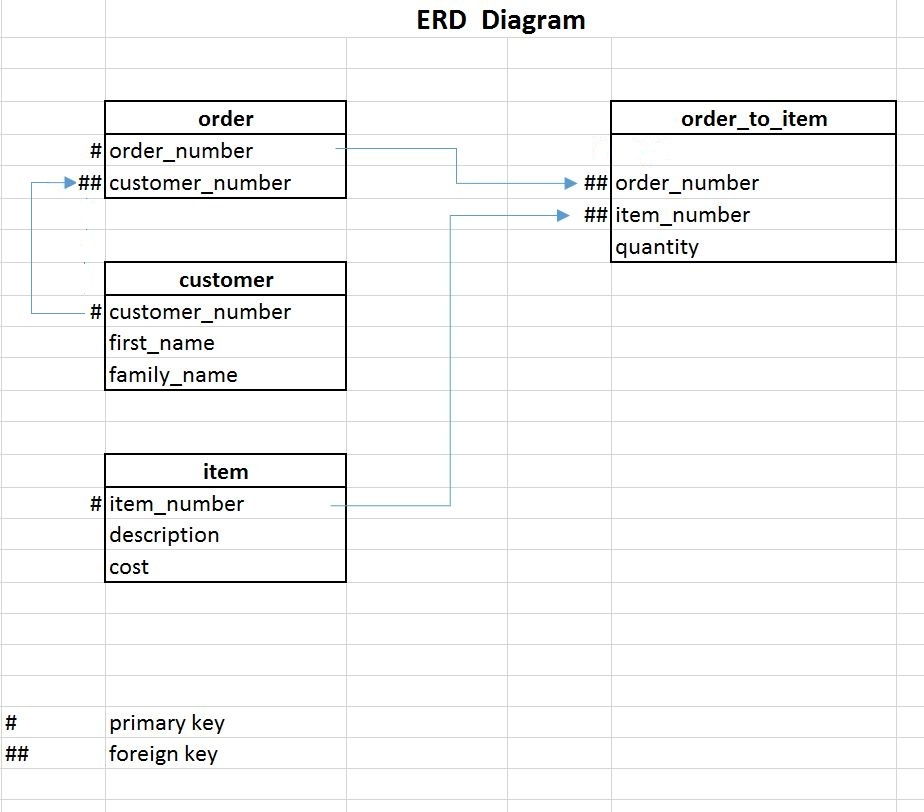 ERD Diagram
order
# order_number
## customer_number
order_to_item
## order_number
## item_number
quantity
customer
# customer_number
first_name
family_name
item
# item_number
description
cost
# primary key
## foreign key